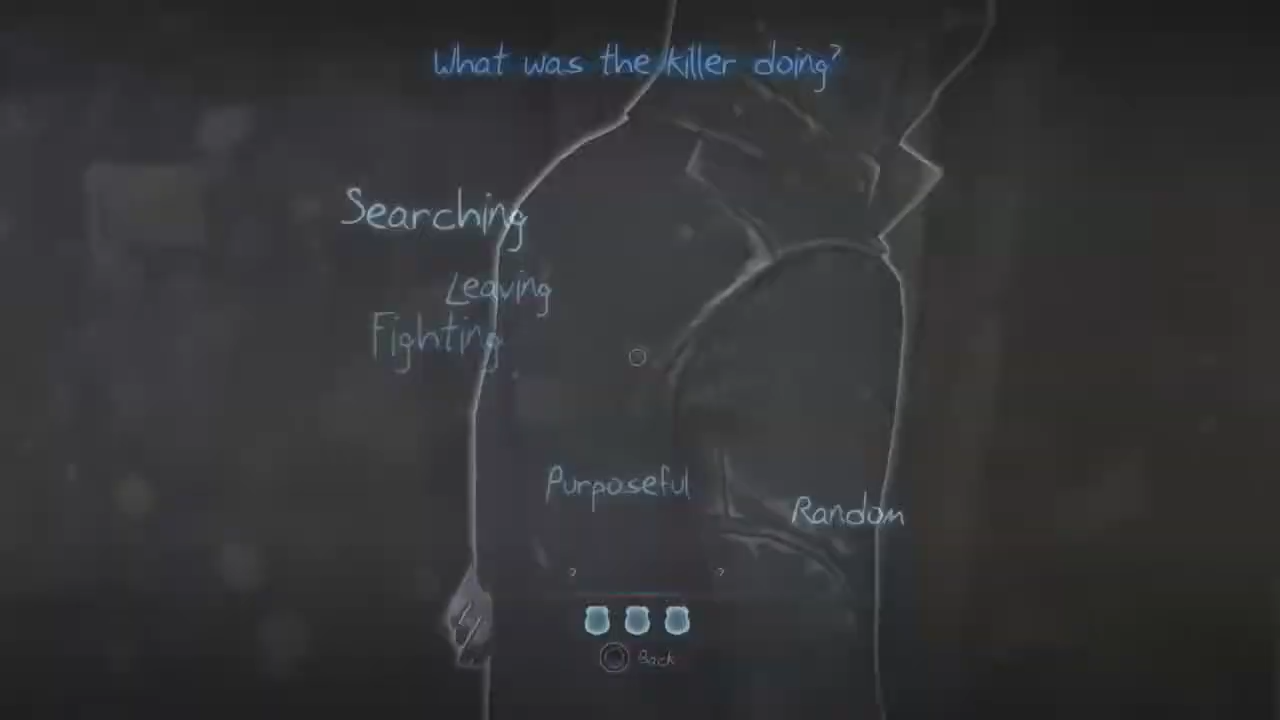 What was the killer doing?
Searching
Leaving
Fighting
Purposeful
Random
? ?
Back